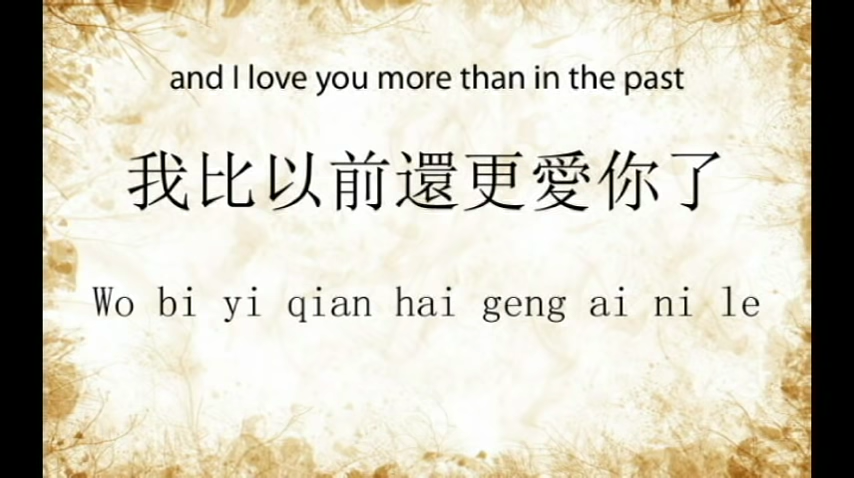 and I love you more than in the past
我比以前還更愛你了
Wo bi yi qian hai geng ai ni le